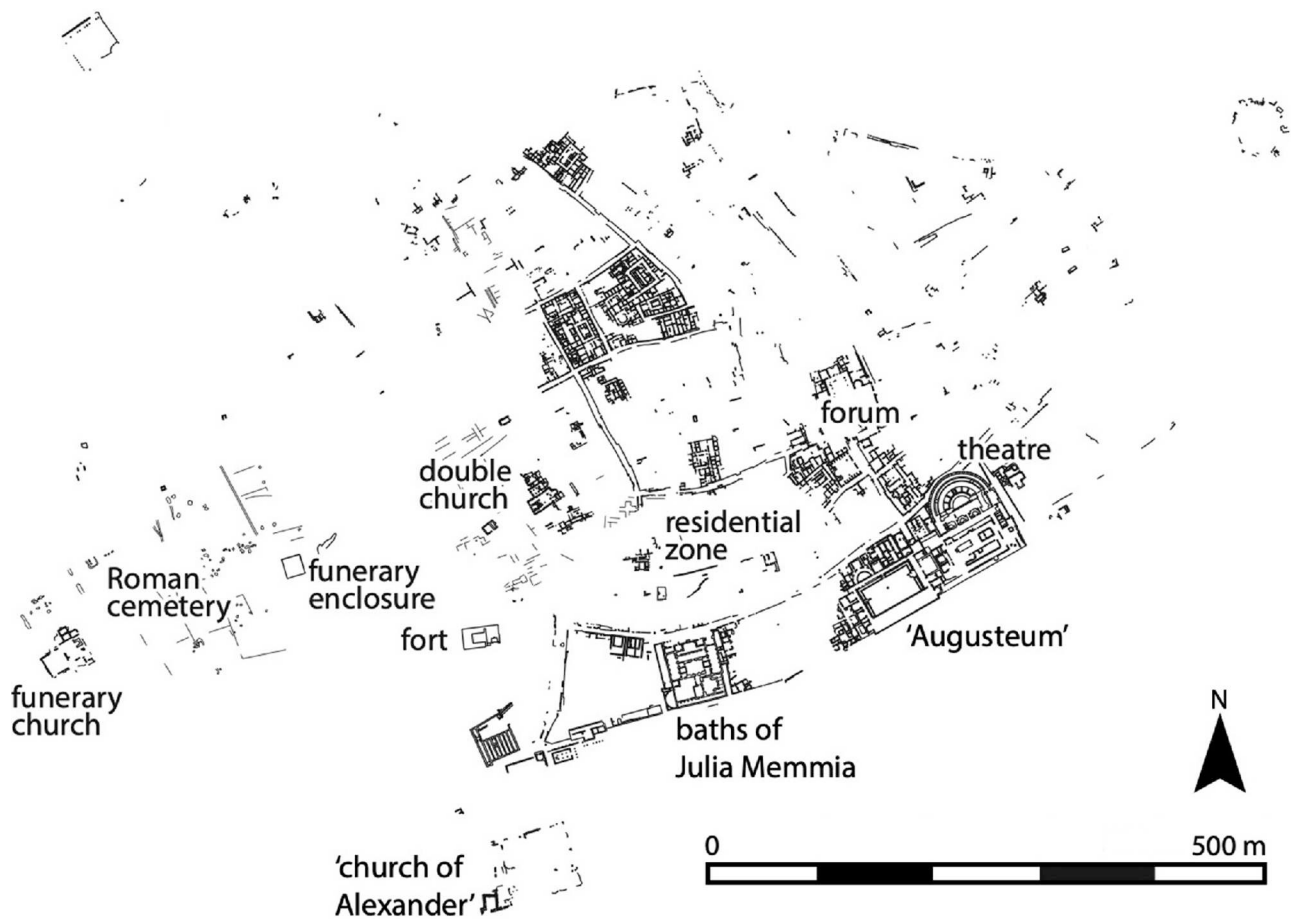 forum
theatre
double
church
residential
zone
Roman
cemetery
funerary
enclosure
fort
'Augusteum'
funerary
church
baths of
Julia Memmia
N
0 500 m
'church of
Alexander'